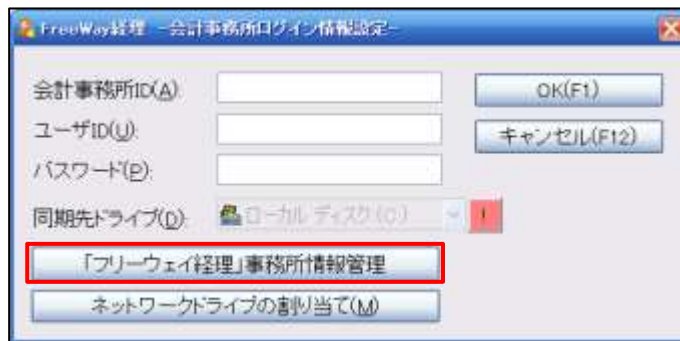 FreeWay経理 -会計事務所ログイン情報設定-
会計事務所ID(A):
OK(F1)
ユーザID(U):
キャンセル(F12)
パスワード(P):
同期先ドライブ(D):
ローカル ディスク (C:)
!
「フリーウェイ経理」事務所情報管理
ネットワークドライブの割り当て(M)